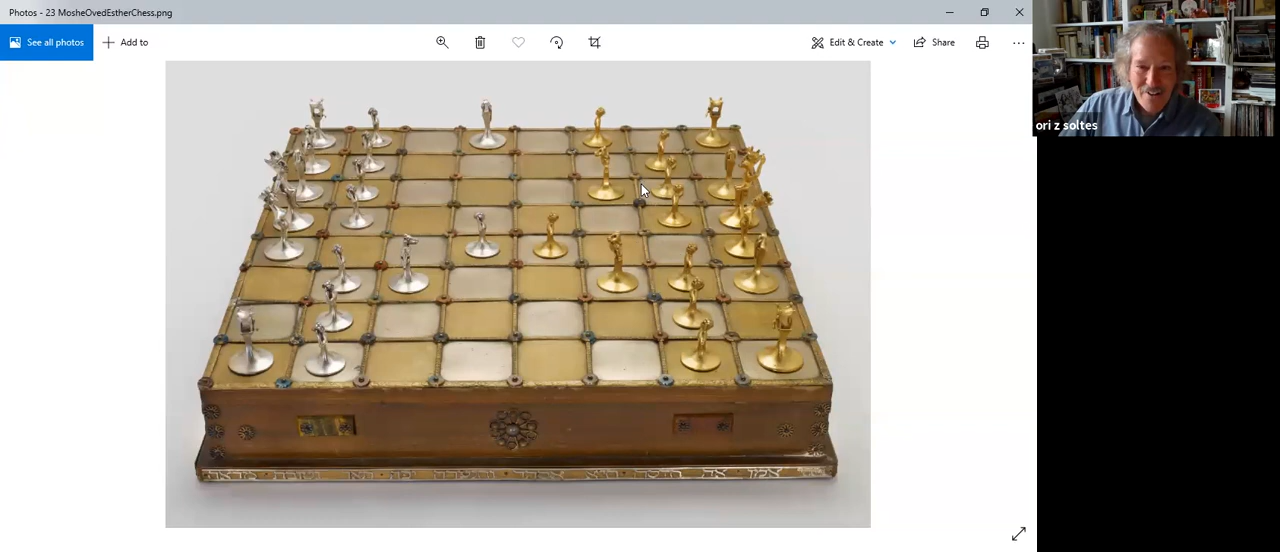 Photos - 23 MosheOvedEstherChess.png
See all photos
Add to
Edit & Create
Share
ori z soltes